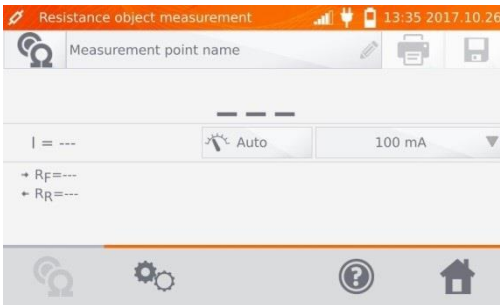 Resistance object measurement 13:35 2017.10.26
Measurement point name
---
I = --- Auto 100 mA
→ RF=---
← RR=---